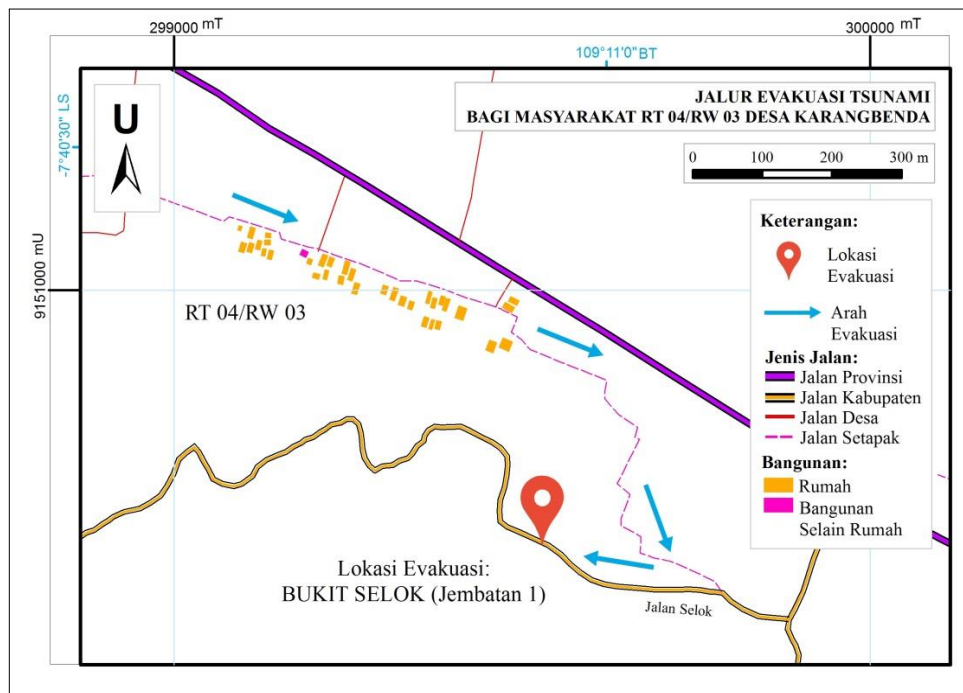 299000 mT
109°11'0" BT
300000 mT
-7°40'30" LS
9151000 mU
U
JALUR EVAKUASI TSUNAMI
BAGI MASYARAKAT RT 04/RW 03 DESA KARANGBENDA
0 100 200 300 m
Keterangan:
Lokasi
Evakuasi
Arah
Evakuasi
Jenis Jalan:
Jalan Provinsi
Jalan Kabupaten
Jalan Desa
Jalan Setapak
Bangunan:
Rumah
Bangunan
Selain Rumah
RT 04/RW 03
Lokasi Evakuasi:
BUKIT SELOK (Jembatan 1)
Jalan Selok